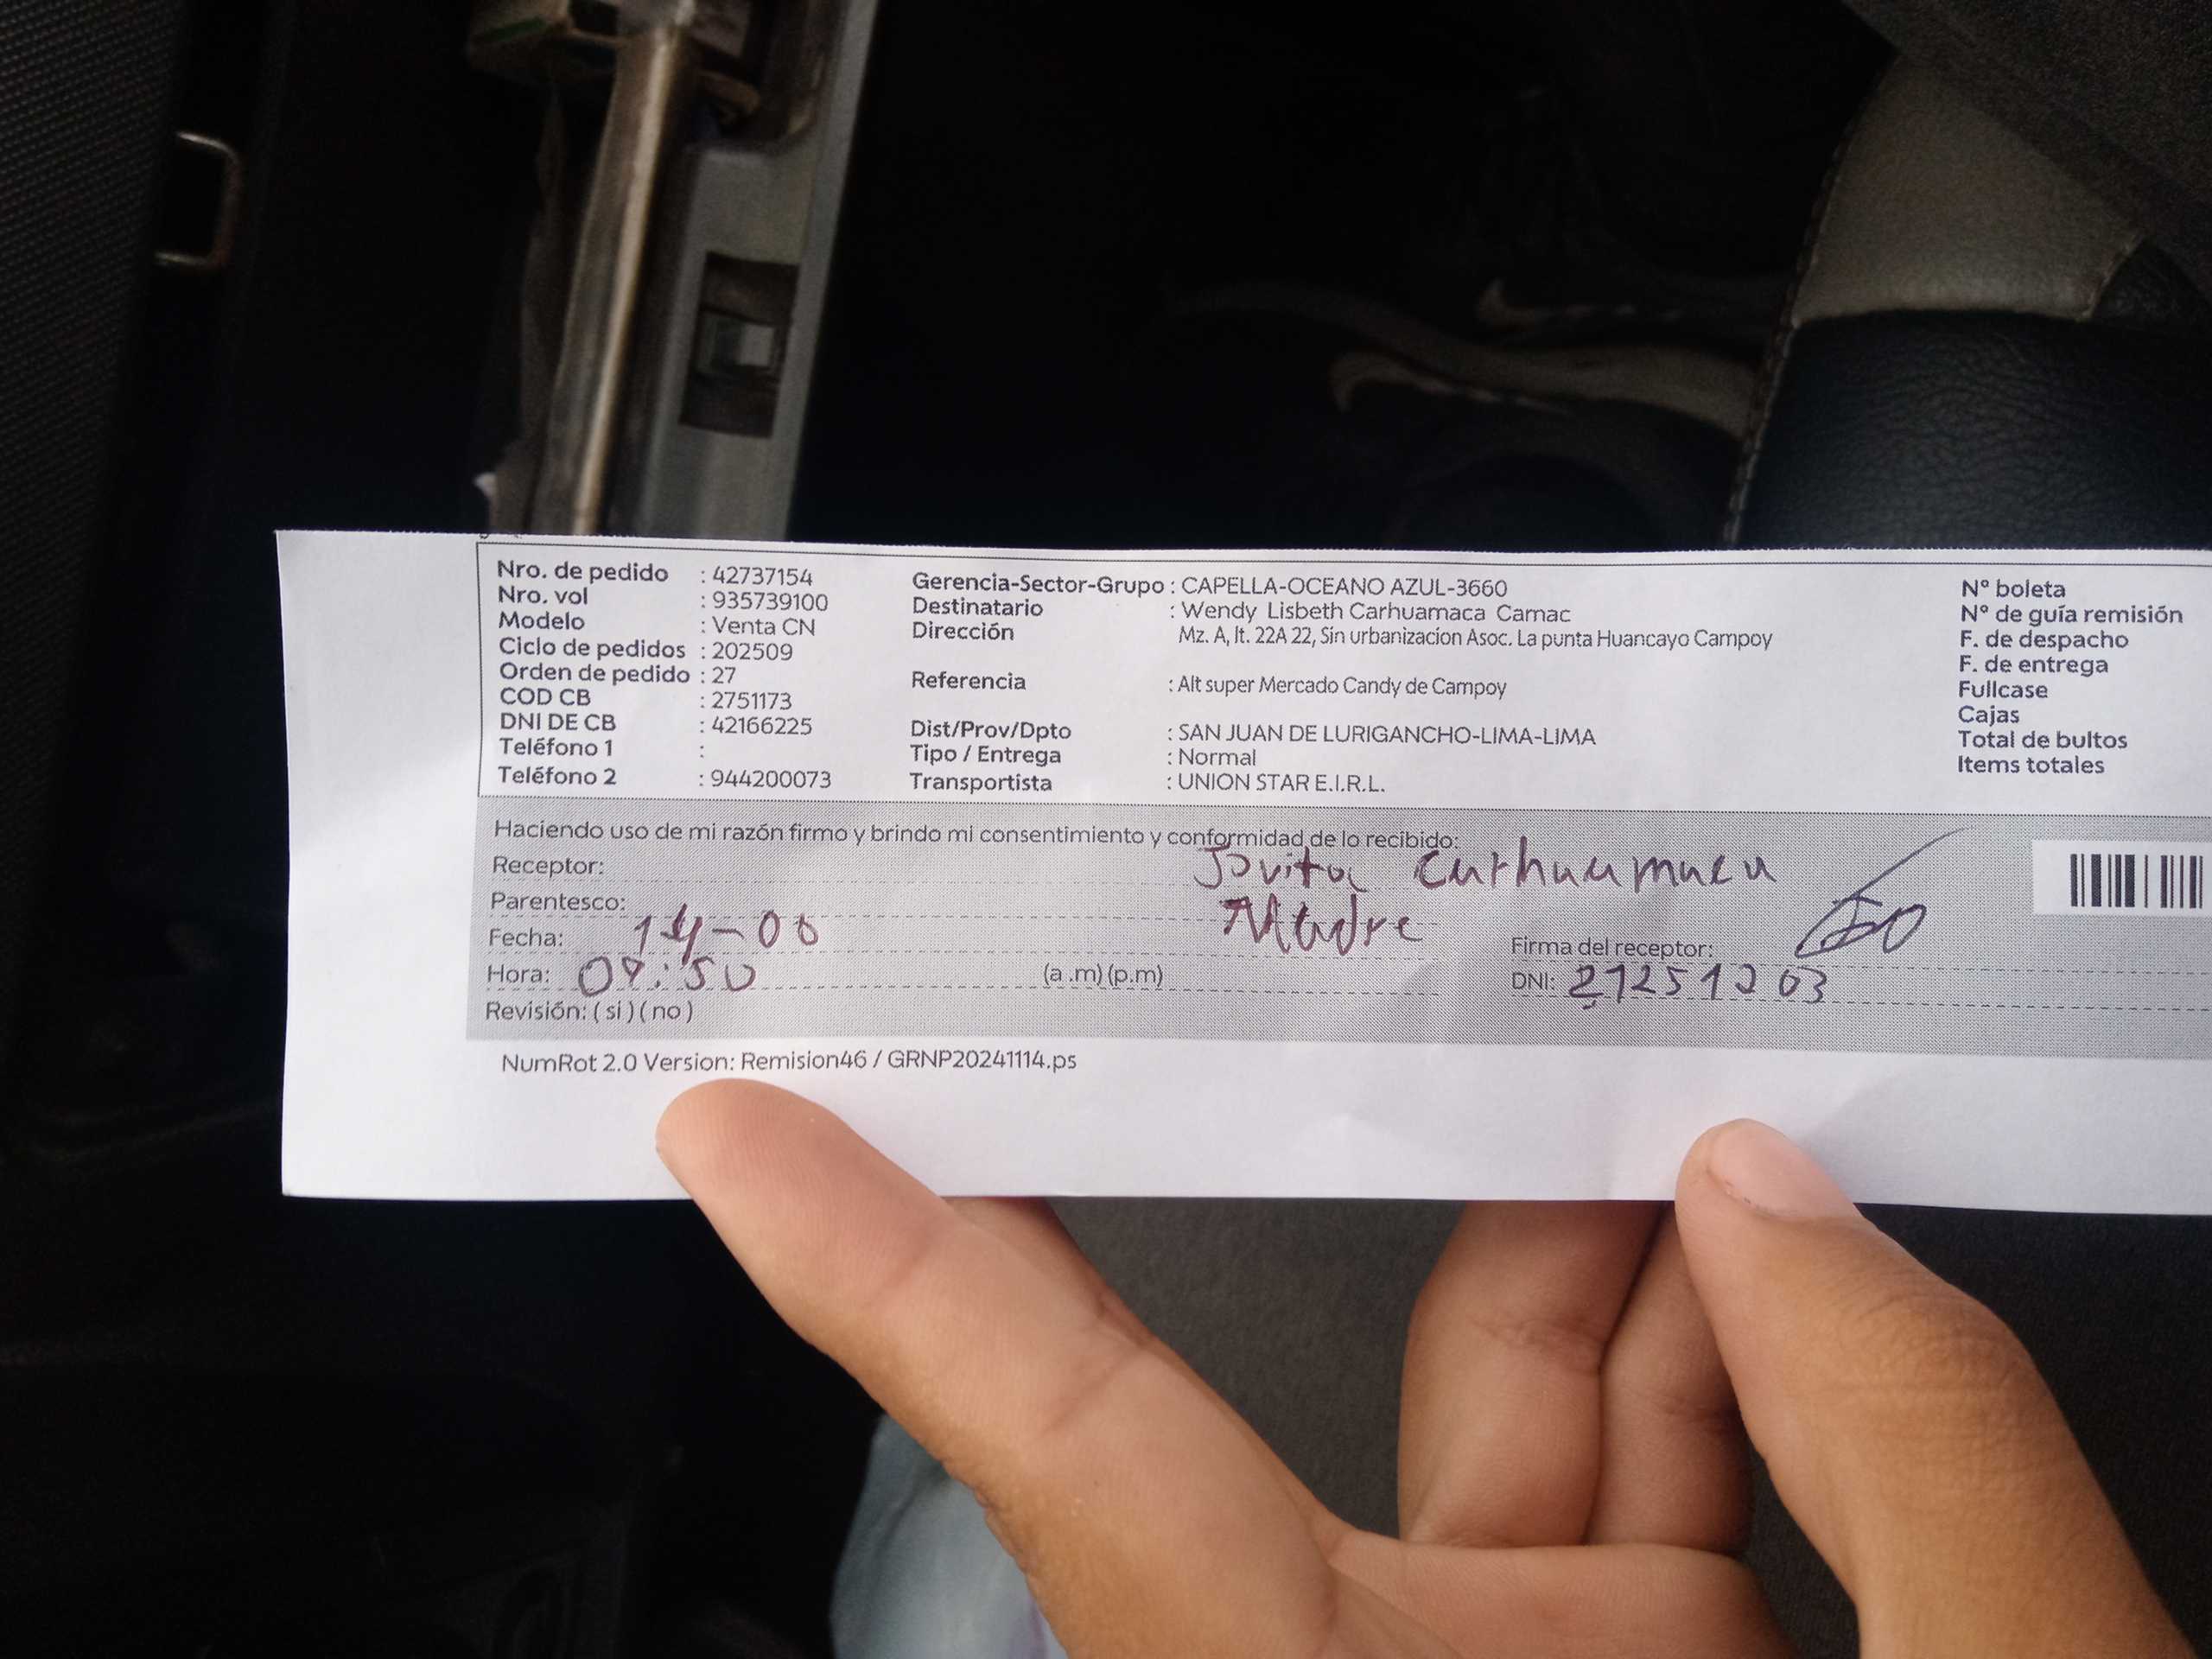 Nro. de pedido : 42737154
Nro. vol : 935739100
Modelo : Venta CN
Ciclo de pedidos : 202509
Orden de pedido : 27
COD CB : 2751173
DNI DE CB : 42166225
Teléfono 1 :
Teléfono 2 : 944200073
Gerencia-Sector-Grupo : CAPELLA-OCEANO AZUL-3660
Destinatario : Wendy Lisbeth Carhuamaca Camac
Dirección Mz. A, lt. 22A 22, Sin urbanizacion Asoc. La punta Huancayo Campoy
Referencia : Alt super Mercado Candy de Campoy
Dist/Prov/Dpto : SAN JUAN DE LURIGANCHO-LIMA-LIMA
Tipo / Entrega : Normal
Transportista : UNION STAR E.I.R.L.
N° boleta
N° de guía remisión
F. de despacho
F. de entrega
Fullcase
Cajas
Total de bultos
Items totales
Haciendo uso de mi razón firmo y brindo mi consentimiento y conformidad de lo recibido:
Receptor: Jovita Carhuamaca
Parentesco: Madre
Fecha:
Hora: (a .m) (p.m)
Firma del receptor:
DNI:
Revisión: ( si ) ( no )
NumRot 2.0 Version: Remision46 / GRNP20241114.ps